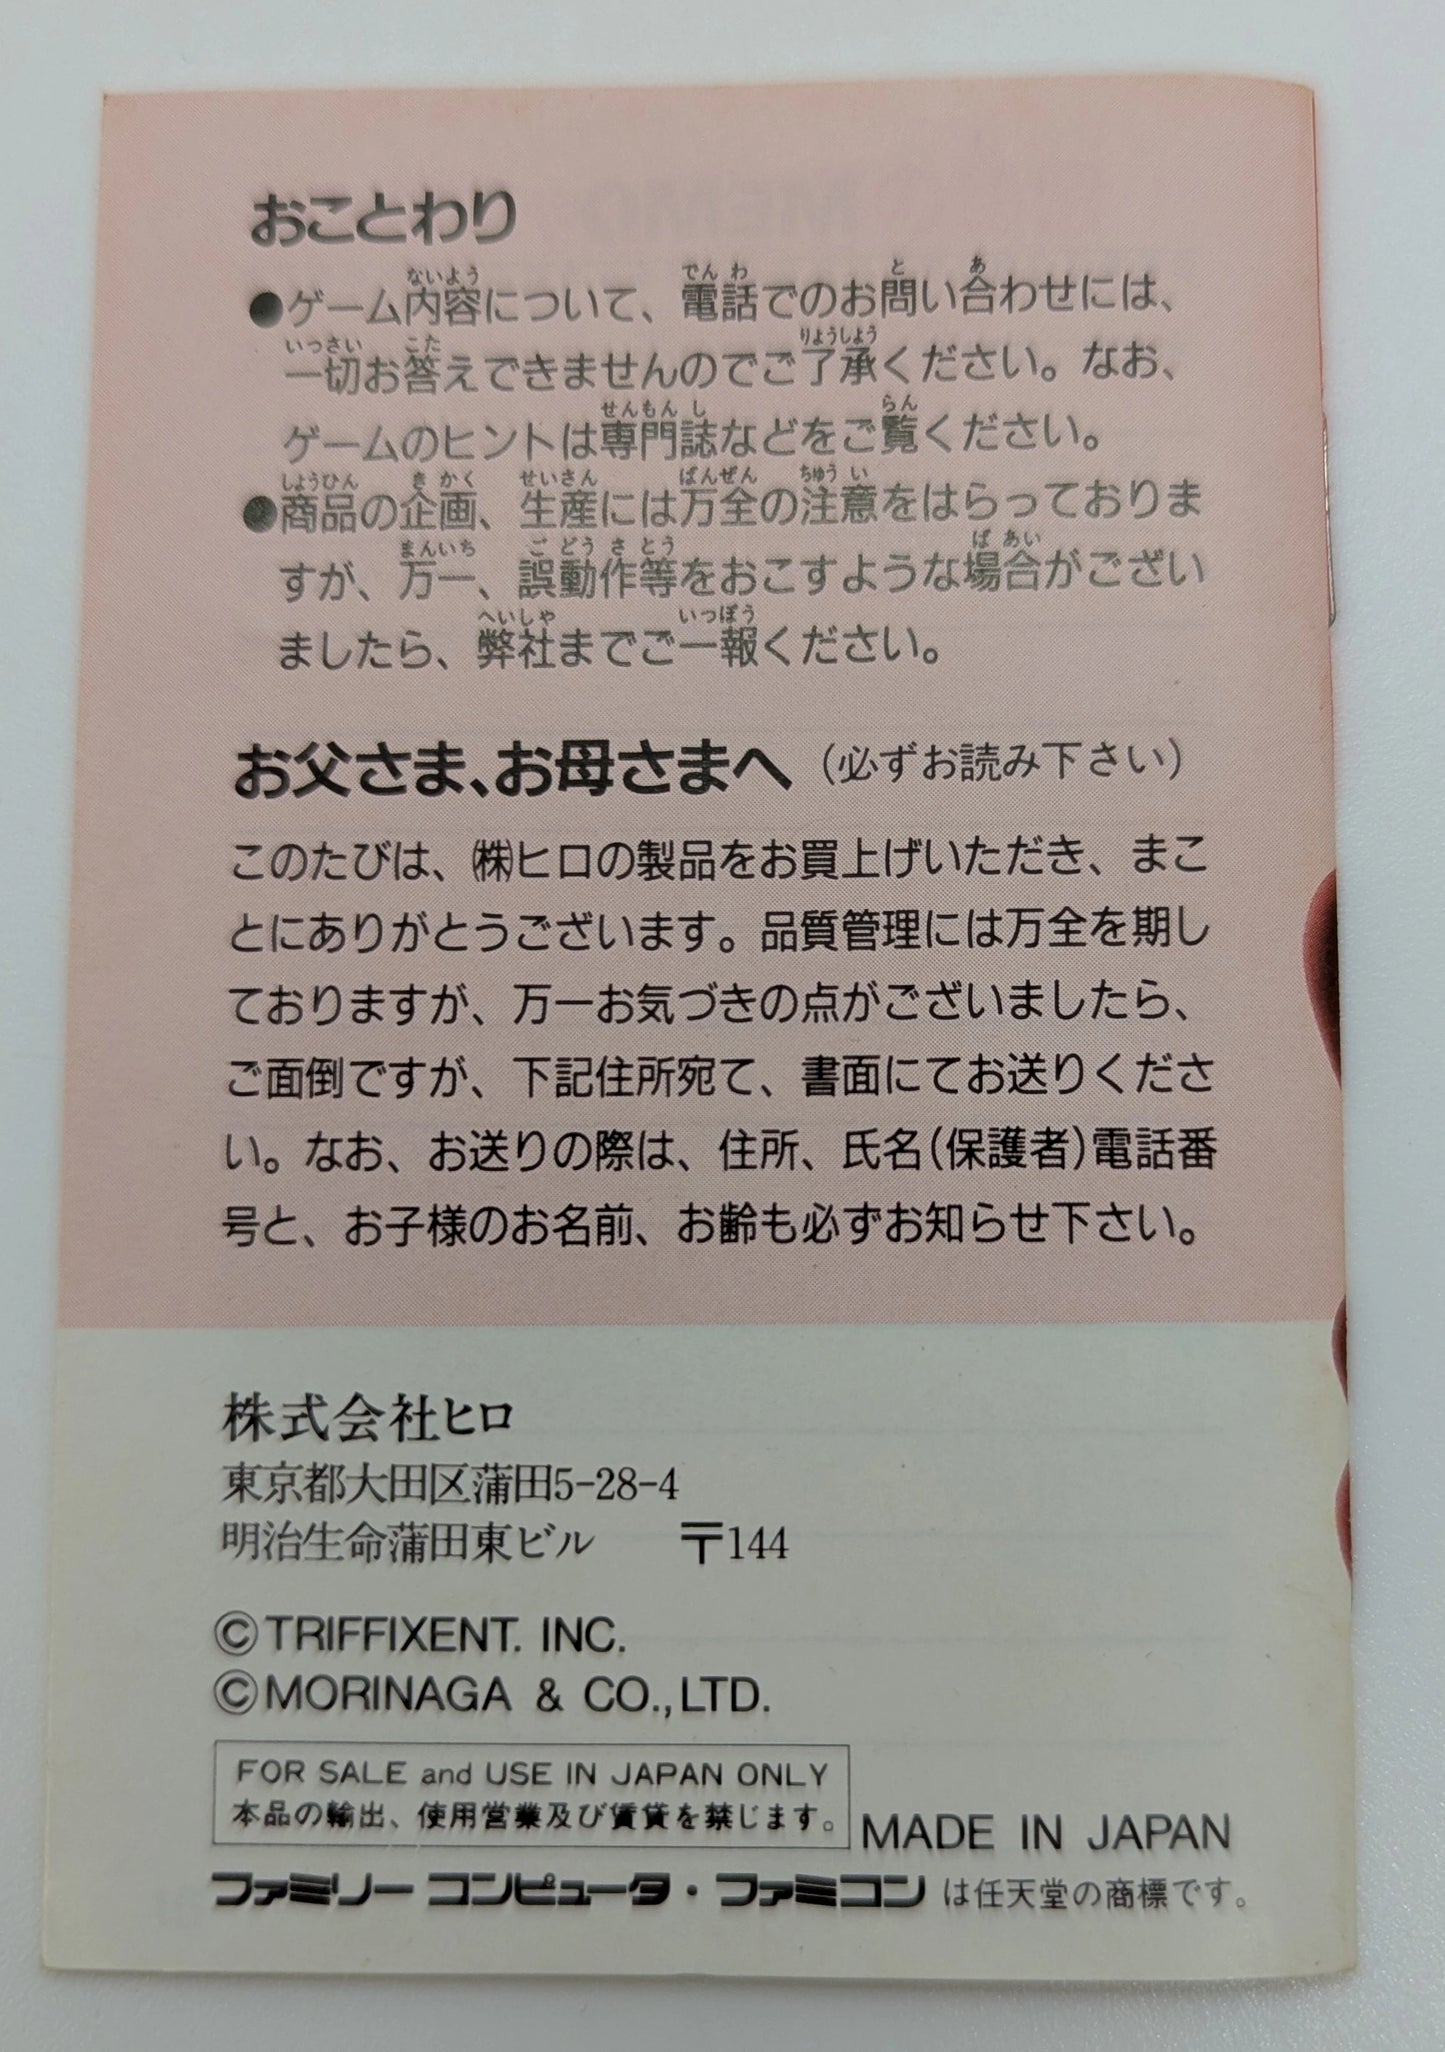 おことわり
●ゲーム内容について、電話でのお問い合わせには、
一切お答えできませんのでご了承ください。なお、
ゲームのヒントは専門誌などをご覧ください。
●商品の企画、生産には万全の注意をはらっておりま
すが、万一、誤動作等をおこすような場合がござい
ましたら、弊社までご一報ください。
お父さま、お母さまへ（必ずお読み下さい）
このたびは、㈱ヒロの製品をお買上げいただき、まこ
とにありがとうございます。品質管理には万全を期し
ておりますが、万一お気づきの点がございましたら、
ご面倒ですが、下記住所宛て、書面にてお送りくださ
い。なお、お送りの際は、住所、氏名(保護者)電話番
号と、お子様のお名前、お齢も必ずお知らせ下さい。
株式会社ヒロ
東京都大田区蒲田5-28-4
明治生命蒲田東ビル 〒144
©TRIFFIXENT. INC.
©MORINAGA & CO.,LTD.
FOR SALE and USE IN JAPAN ONLY
本品の輸出、使用営業及び賃貸を禁じます。
MADE IN JAPAN
ファミリーコンピュータ・ファミコンは任天堂の商標です。